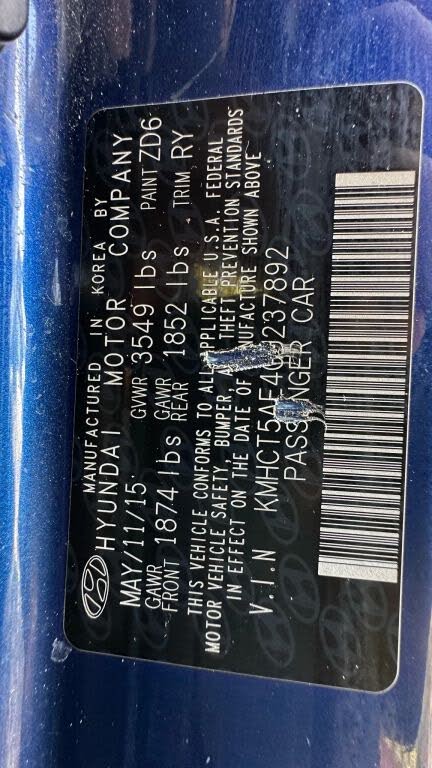 MANUFACTURED IN KOREA BY
HYUNDAI MOTOR COMPANY
MAY/11/15 GVWR 3549 lbs PAINT ZD6
GAWR FRONT 1874 lbs GAWR REAR 1852 lbs TRIM RY
THIS VEHICLE CONFORMS TO ALL APPLICABLE U.S.A. FEDERAL
MOTOR VEHICLE SAFETY, BUMPER, THEFT PREVENTION STANDARDS
IN EFFECT ON THE DATE OF MANUFACTURE SHOWN ABOVE
V.I.N KMHCT5AE4
237892
PASSENGER CAR